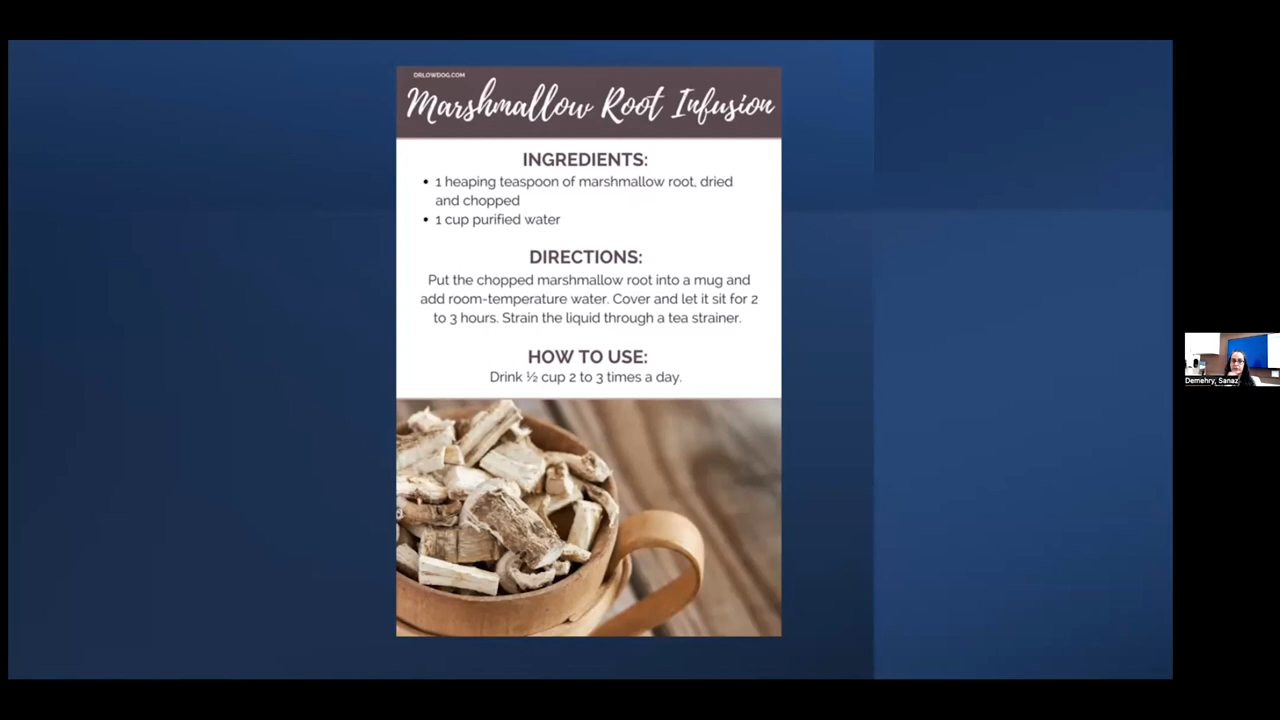 DRLOWDOG.COM
Marshmallow Root Infusion
INGREDIENTS:
• 1 heaping teaspoon of marshmallow root, dried
and chopped
• 1 cup purified water
DIRECTIONS:
Put the chopped marshmallow root into a mug and
add room-temperature water. Cover and let it sit for 2
to 3 hours. Strain the liquid through a tea strainer.
HOW TO USE:
Drink ½ cup 2 to 3 times a day.
Demehry, Sanaz